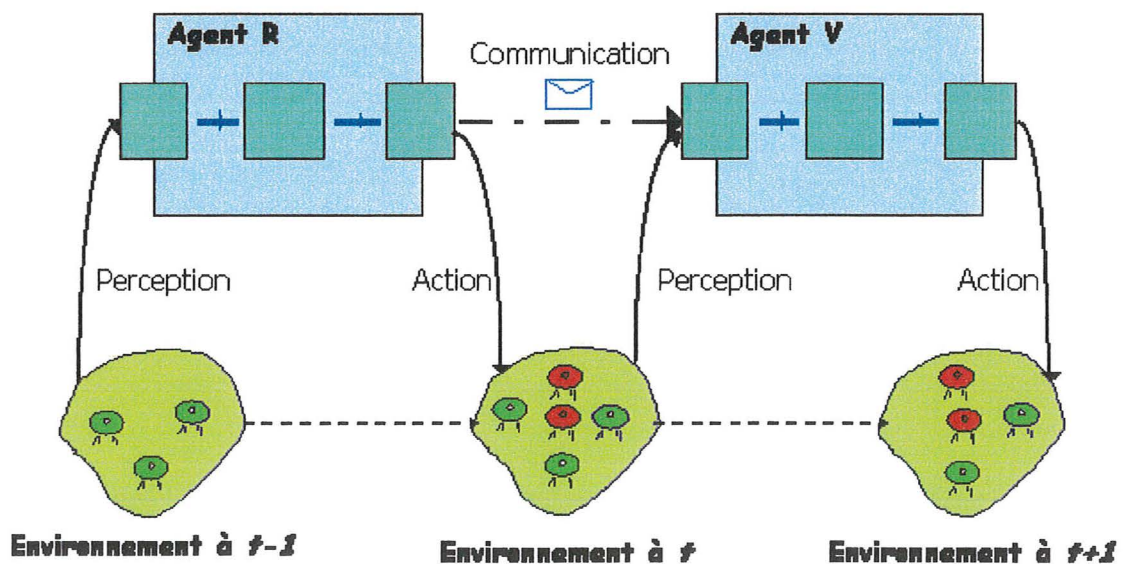 Agent R
Agent V
Communication
Perception
Action
Perception
Action
Environnement à t-1
Environnement à t
Environnement à t+1